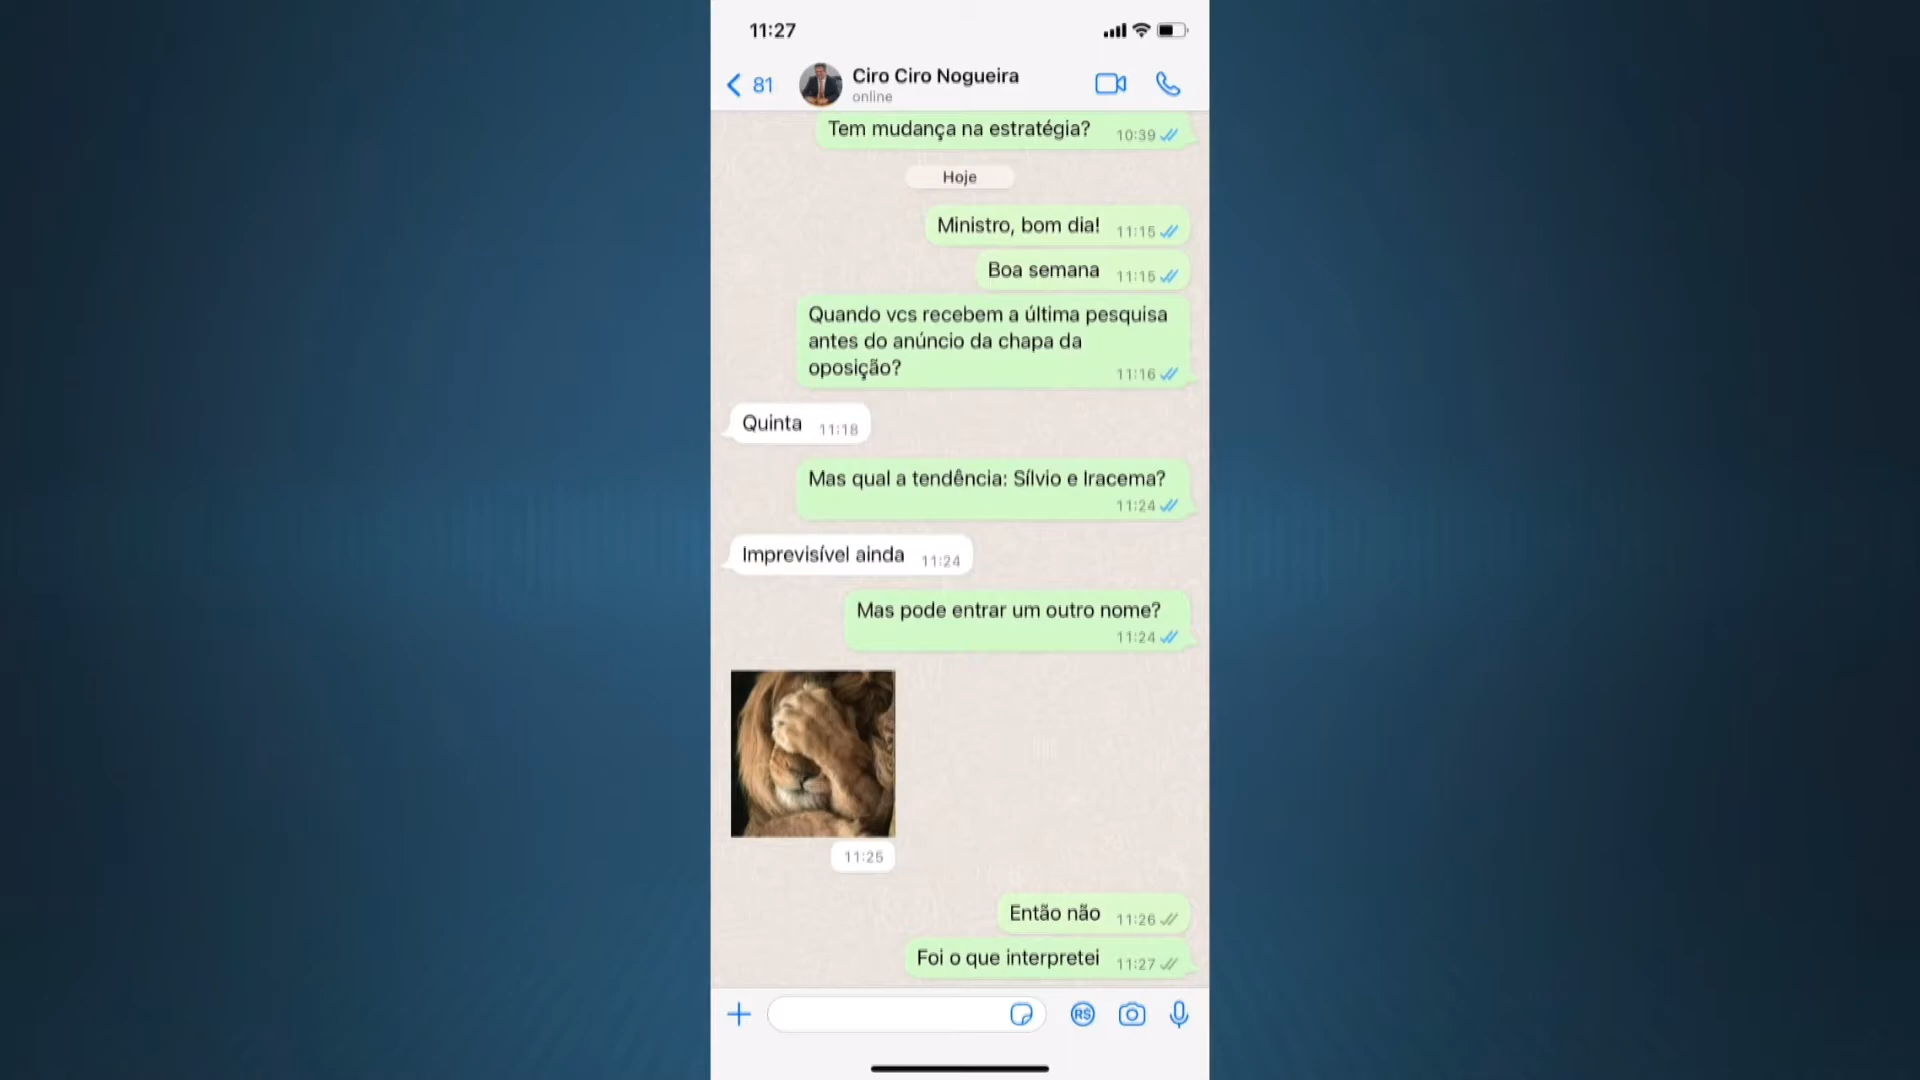 11:27
81
Ciro Ciro Nogueira
online
Tem mudança na estratégia? 10:39
Hoje
Ministro, bom dia! 11:15
Boa semana 11:15
Quando vcs recebem a última pesquisa
antes do anúncio da chapa da
oposição? 11:16
Quinta 11:18
Mas qual a tendência: Sílvio e Iracema?
11:24
Imprevisível ainda 11:24
Mas pode entrar um outro nome?
11:24
11:25
Então não 11:26
Foi o que interpretei 11:27
R$